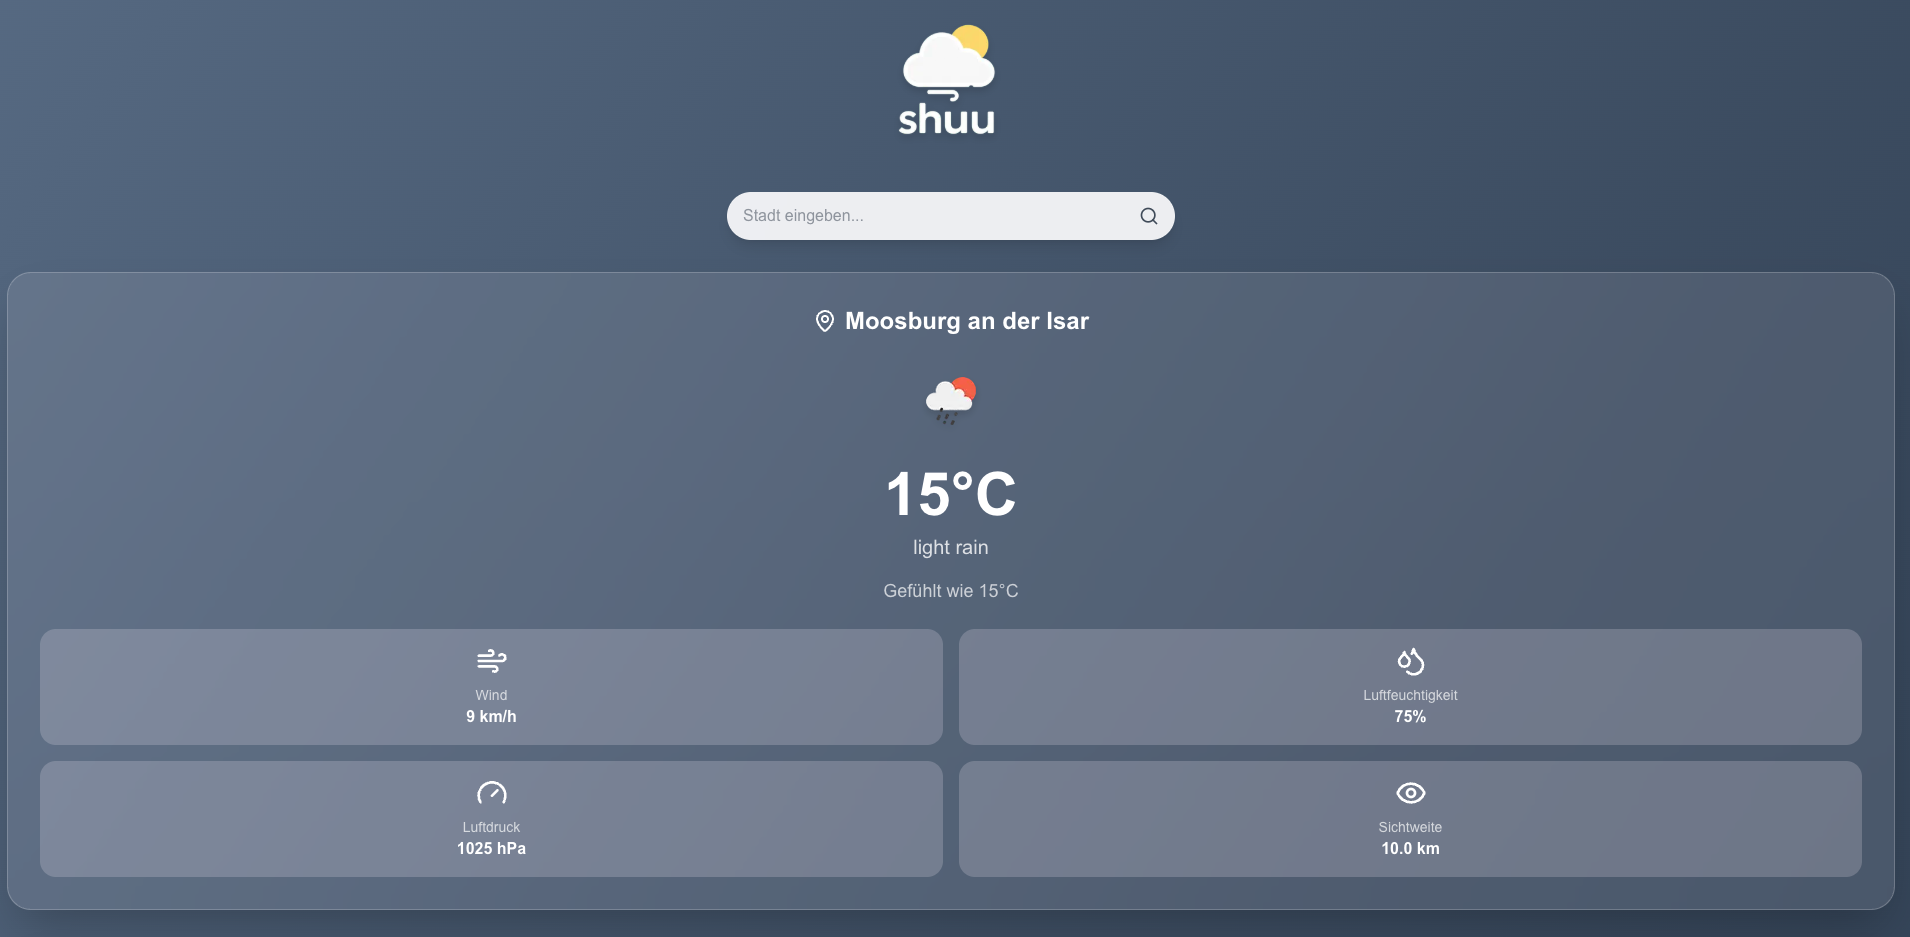 shuu
Stadt eingeben...
Moosburg an der Isar
15°C
light rain
Gefühlt wie 15°C
Wind
9 km/h
Luftfeuchtigkeit
75%
Luftdruck
1025 hPa
Sichtweite
10.0 km